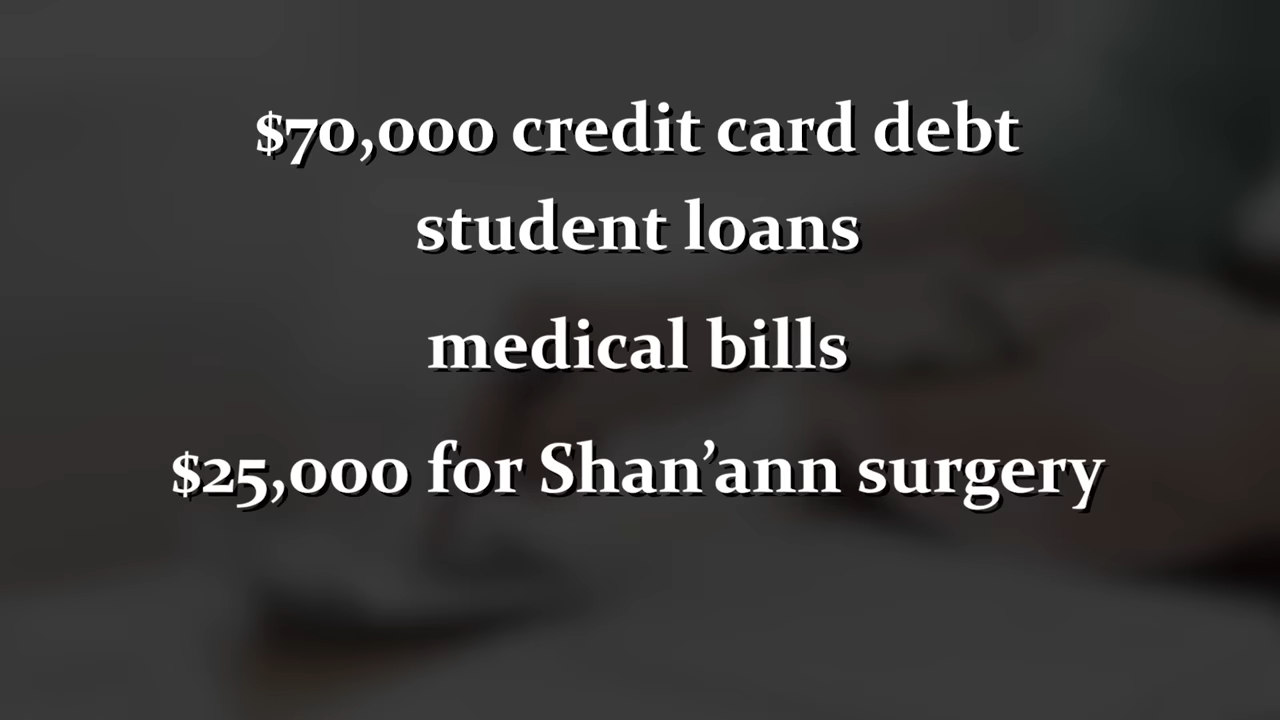 $70,000 credit card debt
student loans
medical bills
$25,000 for Shan’ann surgery